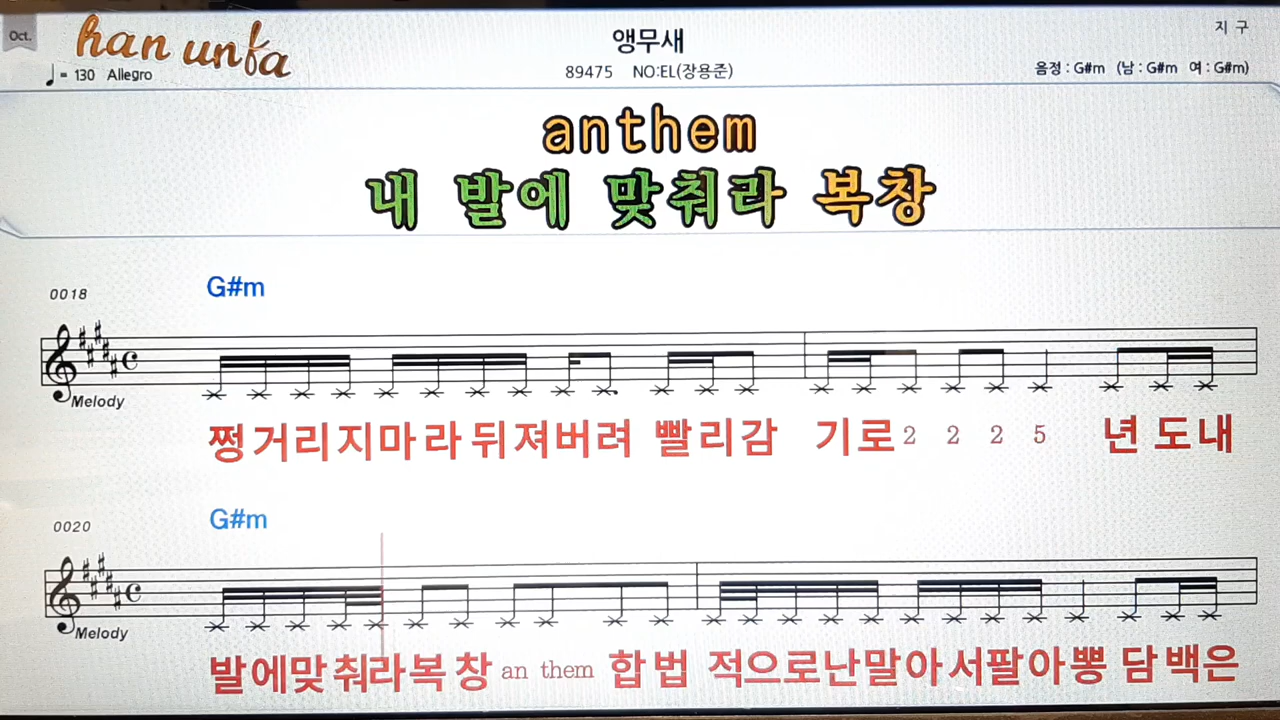 Oct.
han unfa
앵무새
지 구
♩= 130 Allegro
89475 NO:EL(장용준)
음정 : G#m (남 : G#m 여 : G#m)
anthem
내 발에 맞춰라 복창
0018
G#m
Melody
쩡거리지마라뒤져버려 빨리감 기로2 2 2 5 년 도내
0020
G#m
Melody
발에맞춰라복창 an them 합법 적으로난말아서팔아뽕 담백은